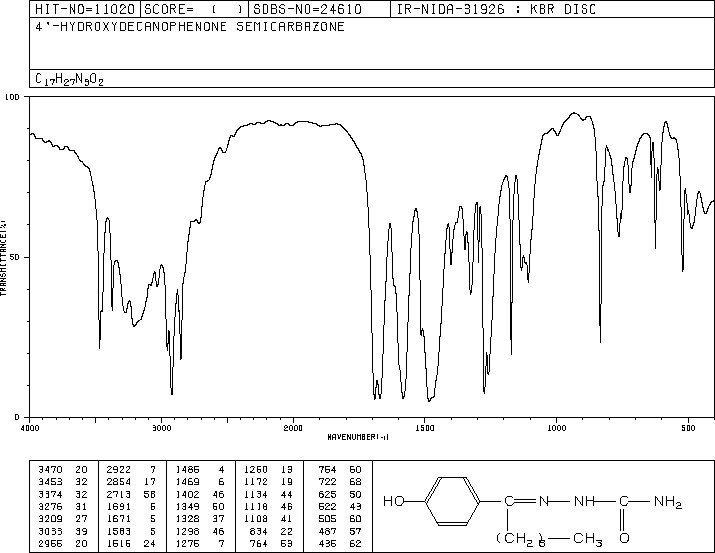 HIT-NO=11020 SCORE= ( ) SDBS-NO=24610 IR-NIDA-31926 : KBR DISC
4'-HYDROXYDECANOPHENONE SEMICARBAZONE
C17H27N3O2
100
50
0
TRANSMITTANCE(%)
4000 3000 2000 1500 1000 500
WAVENUMBER(-1)
3470 20 2922 7 1486 4 1260 13 754 60
3453 32 2854 17 1469 6 1172 19 722 68
3374 32 2713 58 1402 46 1134 44 625 50
3276 31 1691 5 1349 50 1118 46 622 43
3209 27 1671 5 1328 37 1108 41 505 60
3033 39 1583 5 1298 46 834 22 487 57
2955 20 1515 24 1275 7 764 53 435 62
HO C N NH C NH2
(CH2)8 CH3 O